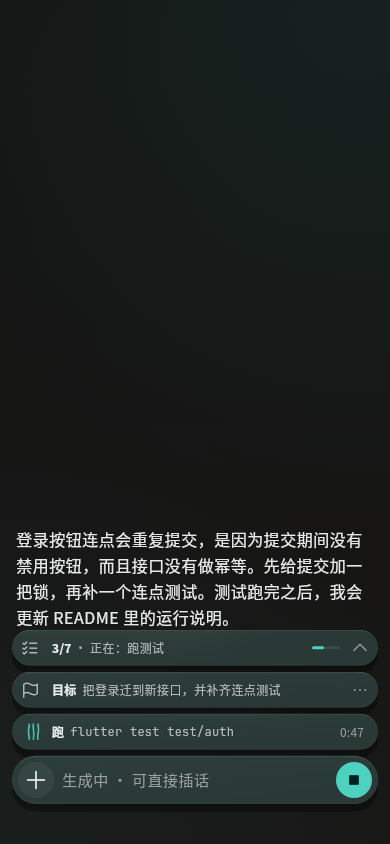 登录按钮连点会重复提交，是因为提交期间没有
禁用按钮，而且接口没有做幂等。先给提交加一
把锁，再补一个连点测试。测试跑完之后，我会
更新 README 里的运行说明。
3/7 · 正在：跑测试
目标 把登录迁到新接口，并补齐连点测试 ···
跑 flutter test test/auth 0:47
生成中 · 可直接插话